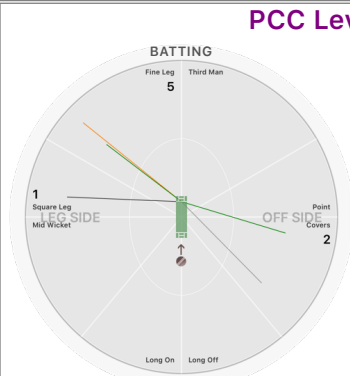 PCC Lev
BATTING
Fine Leg Third Man
5
1
Square Leg Point
LEG SIDE OFF SIDE
Mid Wicket Covers
2
Long On Long Off